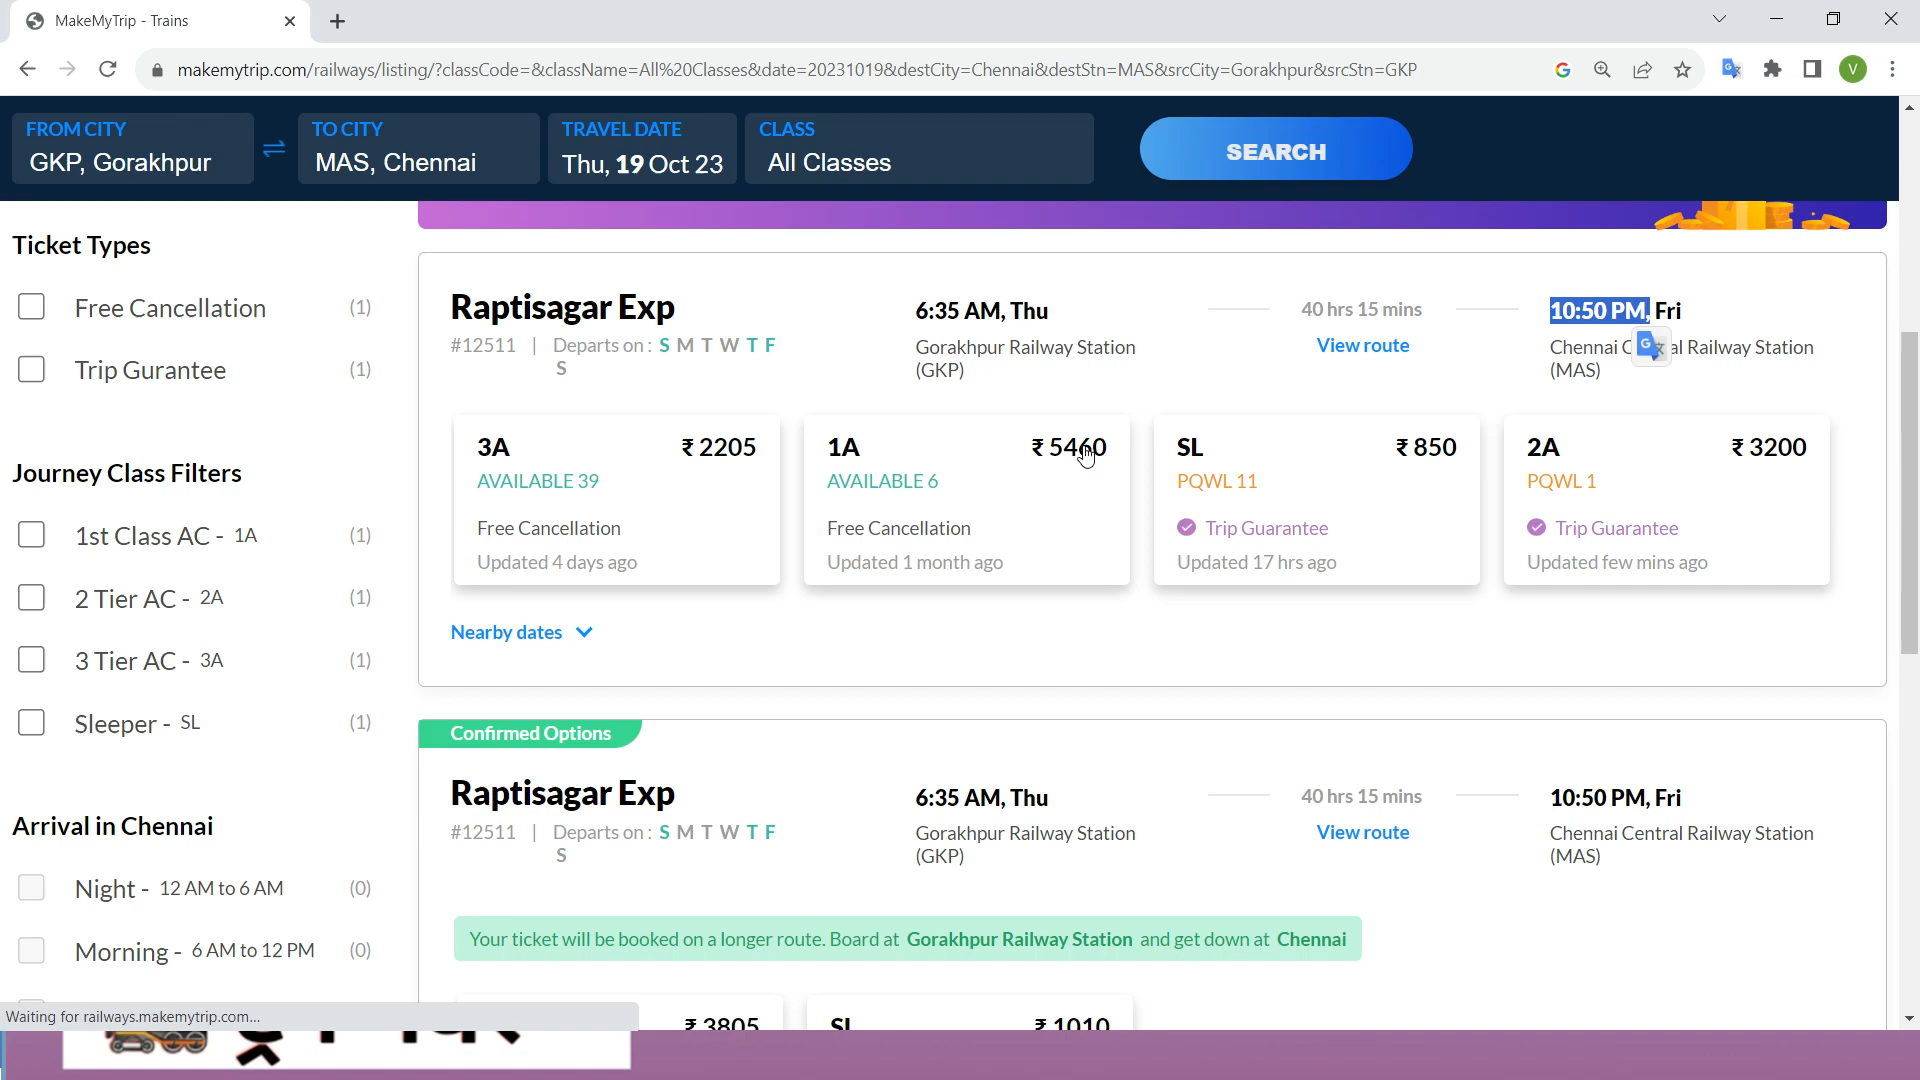 MakeMyTrip - Trains
makemytrip.com/railways/listing/?classCode=&className=All%20Classes&date=20231019&destCity=Chennai&destStn=MAS&srcCity=Gorakhpur&srcStn=GKP
V
FROM CITY
GKP, Gorakhpur
TO CITY
MAS, Chennai
TRAVEL DATE
Thu, 19 Oct 23
CLASS
All Classes
SEARCH
Ticket Types
Free Cancellation (1)
Trip Gurantee (1)
Journey Class Filters
1st Class AC - 1A (1)
2 Tier AC - 2A (1)
3 Tier AC - 3A (1)
Sleeper - SL (1)
Arrival in Chennai
Night - 12 AM to 6 AM (0)
Morning - 6 AM to 12 PM (0)
Waiting for railways.makemytrip.com...
Raptisagar Exp
#12511 | Departs on : S M T W T F
S
6:35 AM, Thu
Gorakhpur Railway Station
(GKP)
40 hrs 15 mins
View route
10:50 PM, Fri
Chennai C al Railway Station
(MAS)
3A ₹ 2205
AVAILABLE 39
Free Cancellation
Updated 4 days ago
1A ₹ 5460
AVAILABLE 6
Free Cancellation
Updated 1 month ago
SL ₹ 850
PQWL 11
Trip Guarantee
Updated 17 hrs ago
2A ₹ 3200
PQWL 1
Trip Guarantee
Updated few mins ago
Nearby dates
Confirmed Options
Raptisagar Exp
#12511 | Departs on : S M T W T F
S
6:35 AM, Thu
Gorakhpur Railway Station
(GKP)
40 hrs 15 mins
View route
10:50 PM, Fri
Chennai Central Railway Station
(MAS)
Your ticket will be booked on a longer route. Board at Gorakhpur Railway Station and get down at Chennai
₹ 3805
SL ₹ 1010